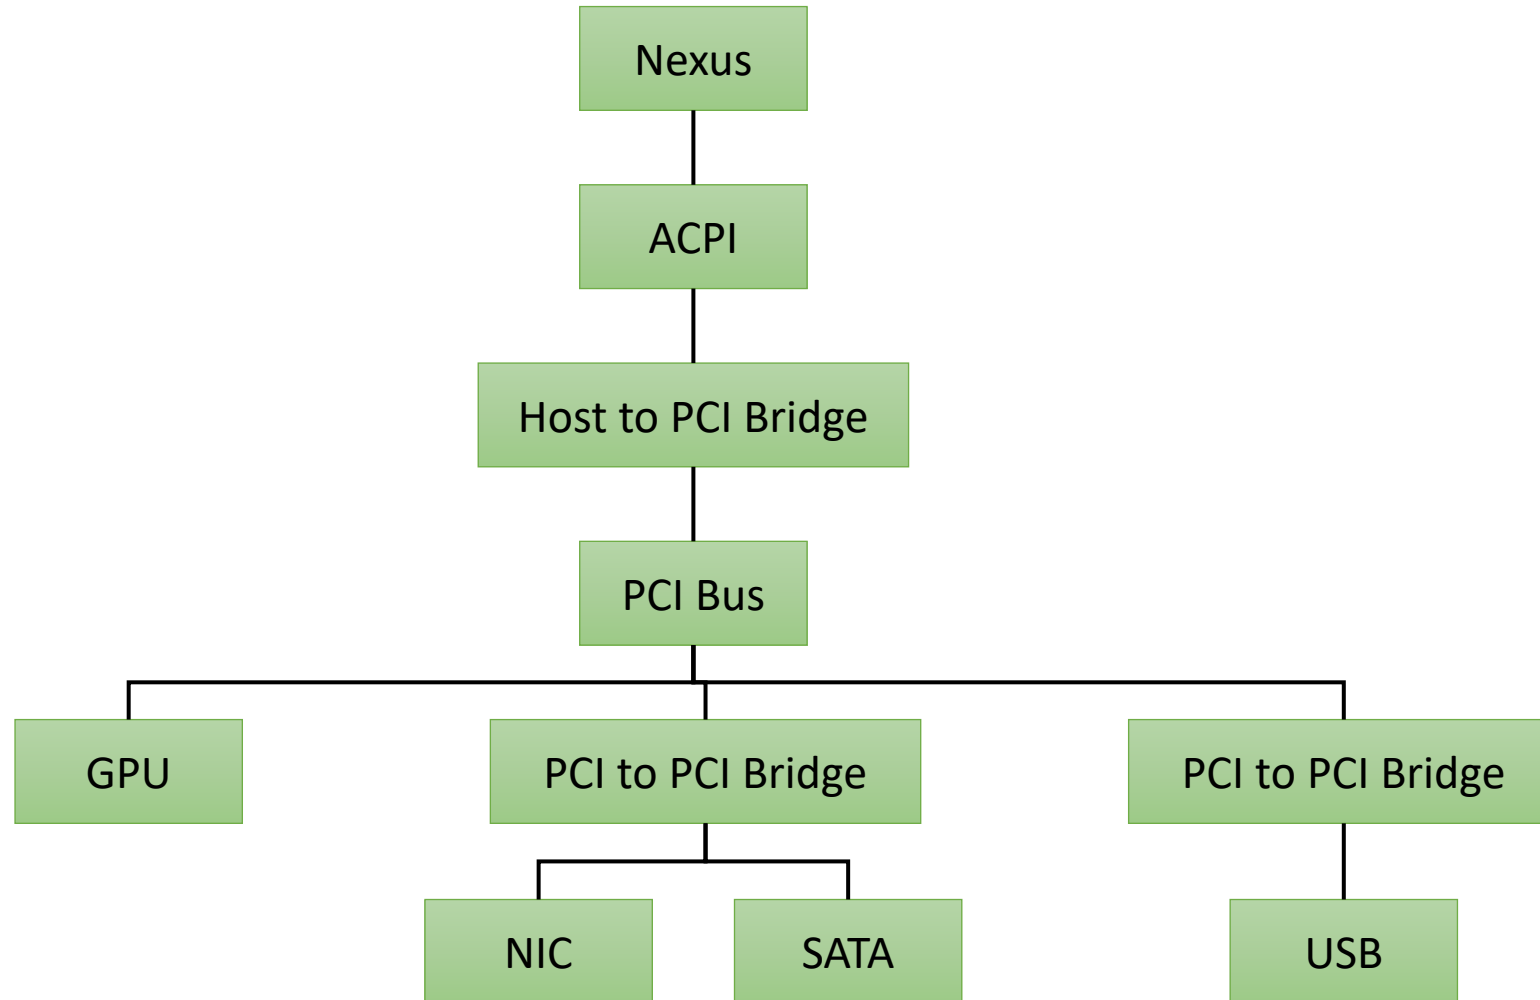 Nexus
ACPI
Host to PCI Bridge
PCI Bus
GPU
PCI to PCI Bridge
PCI to PCI Bridge
NIC
SATA
USB